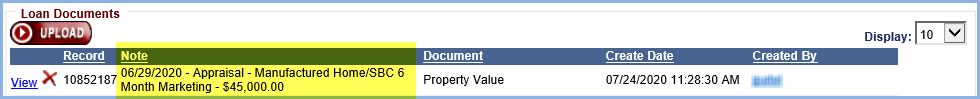 Loan Documents
UPLOAD
Display: 10
Record Note Document Create Date Created By
View 10852187 06/29/2020 - Appraisal - Manufactured Home/SBC 6 Month Marketing - $45,000.00 Property Value 07/24/2020 11:28:30 AM